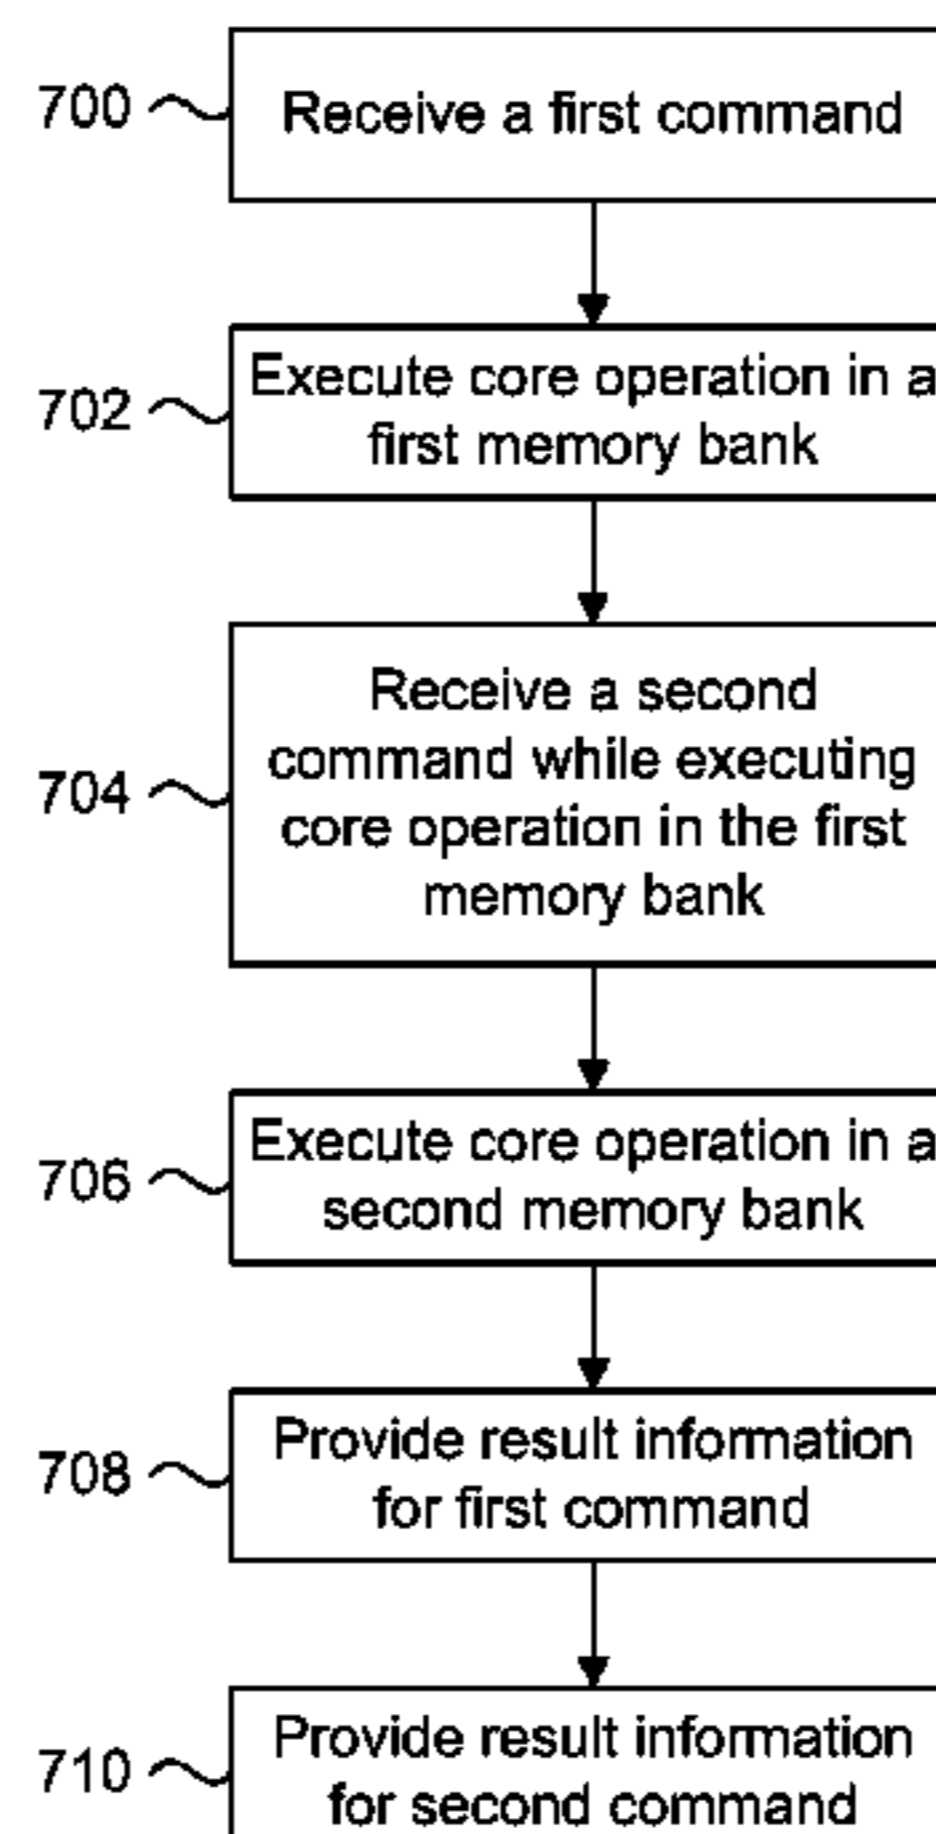 700
Receive a first command
702
Execute core operation in a
first memory bank
704
Receive a second
command while executing
core operation in the first
memory bank
706
Execute core operation in a
second memory bank
708
Provide result information
for first command
710
Provide result information
for second command